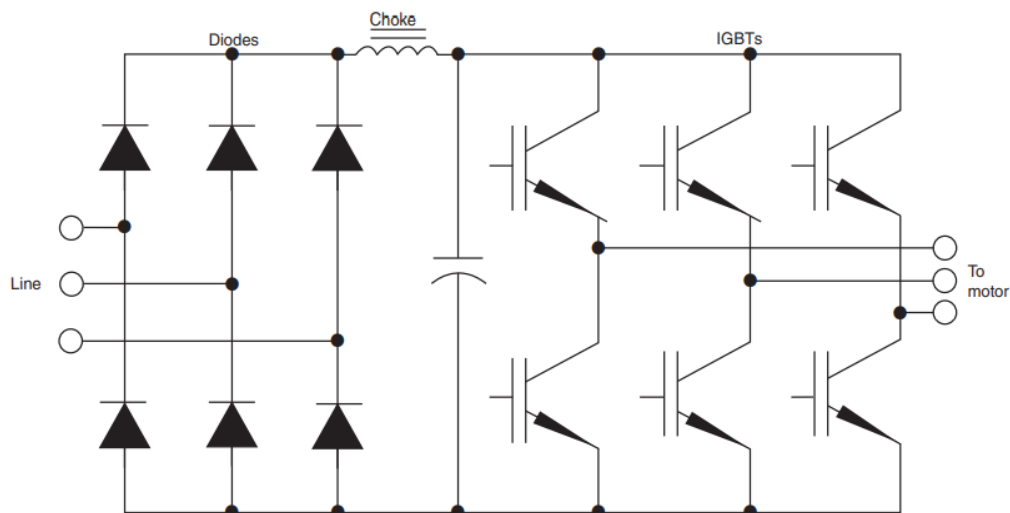 Choke
Diodes
IGBTs
Line
To
motor